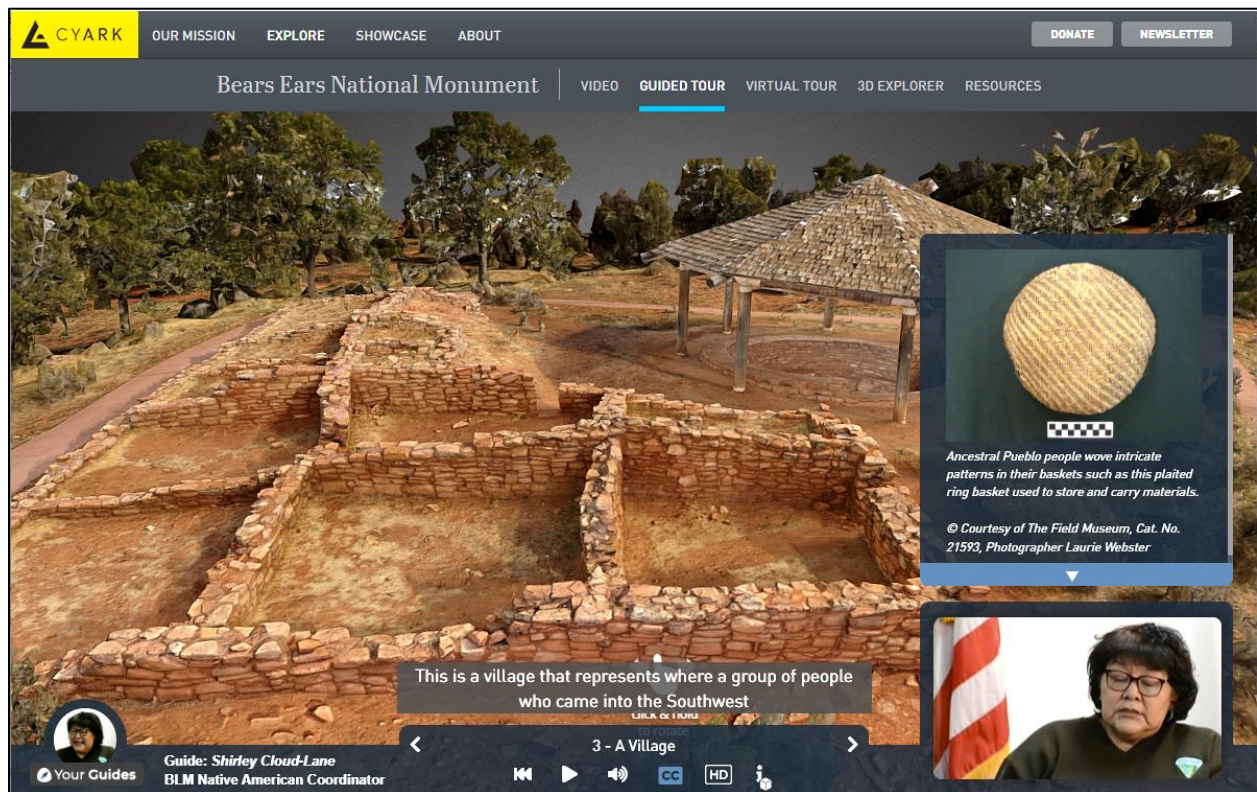 CYARK
OUR MISSION
EXPLORE
SHOWCASE
ABOUT
DONATE
NEWSLETTER
Bears Ears National Monument
VIDEO
GUIDED TOUR
VIRTUAL TOUR
3D EXPLORER
RESOURCES
Ancestral Pueblo people wove intricate
patterns in their baskets such as this plaited
ring basket used to store and carry materials.
© Courtesy of The Field Museum, Cat. No.
21593, Photographer Laurie Webster
This is a village that represents where a group of people
who came into the Southwest
click & hold
to rotate
3 - A Village
Your Guides
Guide: Shirley Cloud-Lane
BLM Native American Coordinator
CC
HD